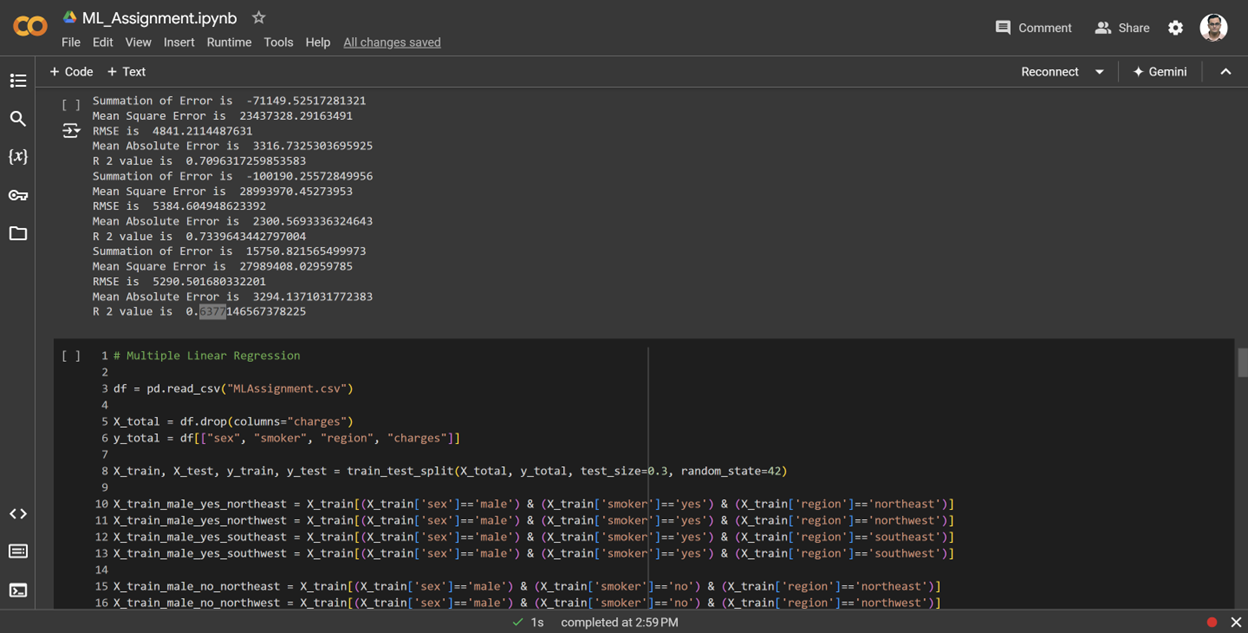 ML_Assignment.ipynb
File Edit View Insert Runtime Tools Help All changes saved
Comment Share
+ Code + Text
Reconnect Gemini
[ ] Summation of Error is -71149.52517281321
Mean Square Error is 23437328.29163491
RMSE is 4841.2114487631
Mean Absolute Error is 3316.7325303695925
R 2 value is 0.7096317259853583
Summation of Error is -100190.25572849956
Mean Square Error is 28993970.45273953
RMSE is 5384.604948623392
Mean Absolute Error is 2300.5693336324643
R 2 value is 0.7339643442797004
Summation of Error is 15750.821565499973
Mean Square Error is 27989408.02959785
RMSE is 5290.501680332201
Mean Absolute Error is 3294.1371031772383
R 2 value is 0.6377146567378225
[ ] 1 # Multiple Linear Regression
2
3 df = pd.read_csv("MLAssignment.csv")
4
5 X_total = df.drop(columns="charges")
6 y_total = df[["sex", "smoker", "region", "charges"]]
7
8 X_train, X_test, y_train, y_test = train_test_split(X_total, y_total, test_size=0.3, random_state=42)
9
10 X_train_male_yes_northeast = X_train[(X_train['sex']=='male') & (X_train['smoker']=='yes') & (X_train['region']=='northeast')]
11 X_train_male_yes_northwest = X_train[(X_train['sex']=='male') & (X_train['smoker']=='yes') & (X_train['region']=='northwest')]
12 X_train_male_yes_southeast = X_train[(X_train['sex']=='male') & (X_train['smoker']=='yes') & (X_train['region']=='southeast')]
13 X_train_male_yes_southwest = X_train[(X_train['sex']=='male') & (X_train['smoker']=='yes') & (X_train['region']=='southwest')]
14
15 X_train_male_no_northeast = X_train[(X_train['sex']=='male') & (X_train['smoker']=='no') & (X_train['region']=='northeast')]
16 X_train_male_no_northwest = X_train[(X_train['sex']=='male') & (X_train['smoker']=='no') & (X_train['region']=='northwest')]
1s completed at 2:59 PM